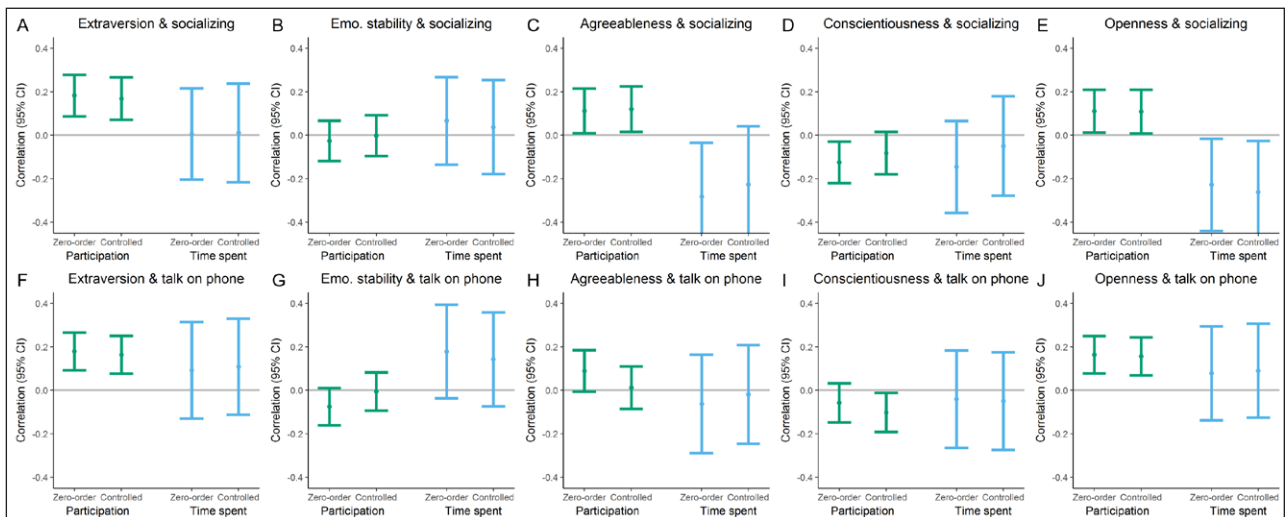 A Extraversion & socializing
Correlation (95% CI)
0.4
0.2
0.0
-0.2
-0.4
Zero-order Controlled Zero-order Controlled
Participation Time spent
B Emo. stability & socializing
Correlation (95% CI)
0.4
0.2
0.0
-0.2
-0.4
Zero-order Controlled Zero-order Controlled
Participation Time spent
C Agreeableness & socializing
Correlation (95% CI)
0.4
0.2
0.0
-0.2
-0.4
Zero-order Controlled Zero-order Controlled
Participation Time spent
D Conscientiousness & socializing
Correlation (95% CI)
0.4
0.2
0.0
-0.2
-0.4
Zero-order Controlled Zero-order Controlled
Participation Time spent
E Openness & socializing
Correlation (95% CI)
0.4
0.2
0.0
-0.2
-0.4
Zero-order Controlled Zero-order Controlled
Participation Time spent
F Extraversion & talk on phone
Correlation (95% CI)
0.4
0.2
0.0
-0.2
-0.4
Zero-order Controlled Zero-order Controlled
Participation Time spent
G Emo. stability & talk on phone
Correlation (95% CI)
0.4
0.2
0.0
-0.2
-0.4
Zero-order Controlled Zero-order Controlled
Participation Time spent
H Agreeableness & talk on phone
Correlation (95% CI)
0.4
0.2
0.0
-0.2
-0.4
Zero-order Controlled Zero-order Controlled
Participation Time spent
I Conscientiousness & talk on phone
Correlation (95% CI)
0.4
0.2
0.0
-0.2
-0.4
Zero-order Controlled Zero-order Controlled
Participation Time spent
J Openness & talk on phone
Correlation (95% CI)
0.4
0.2
0.0
-0.2
-0.4
Zero-order Controlled Zero-order Controlled
Participation Time spent